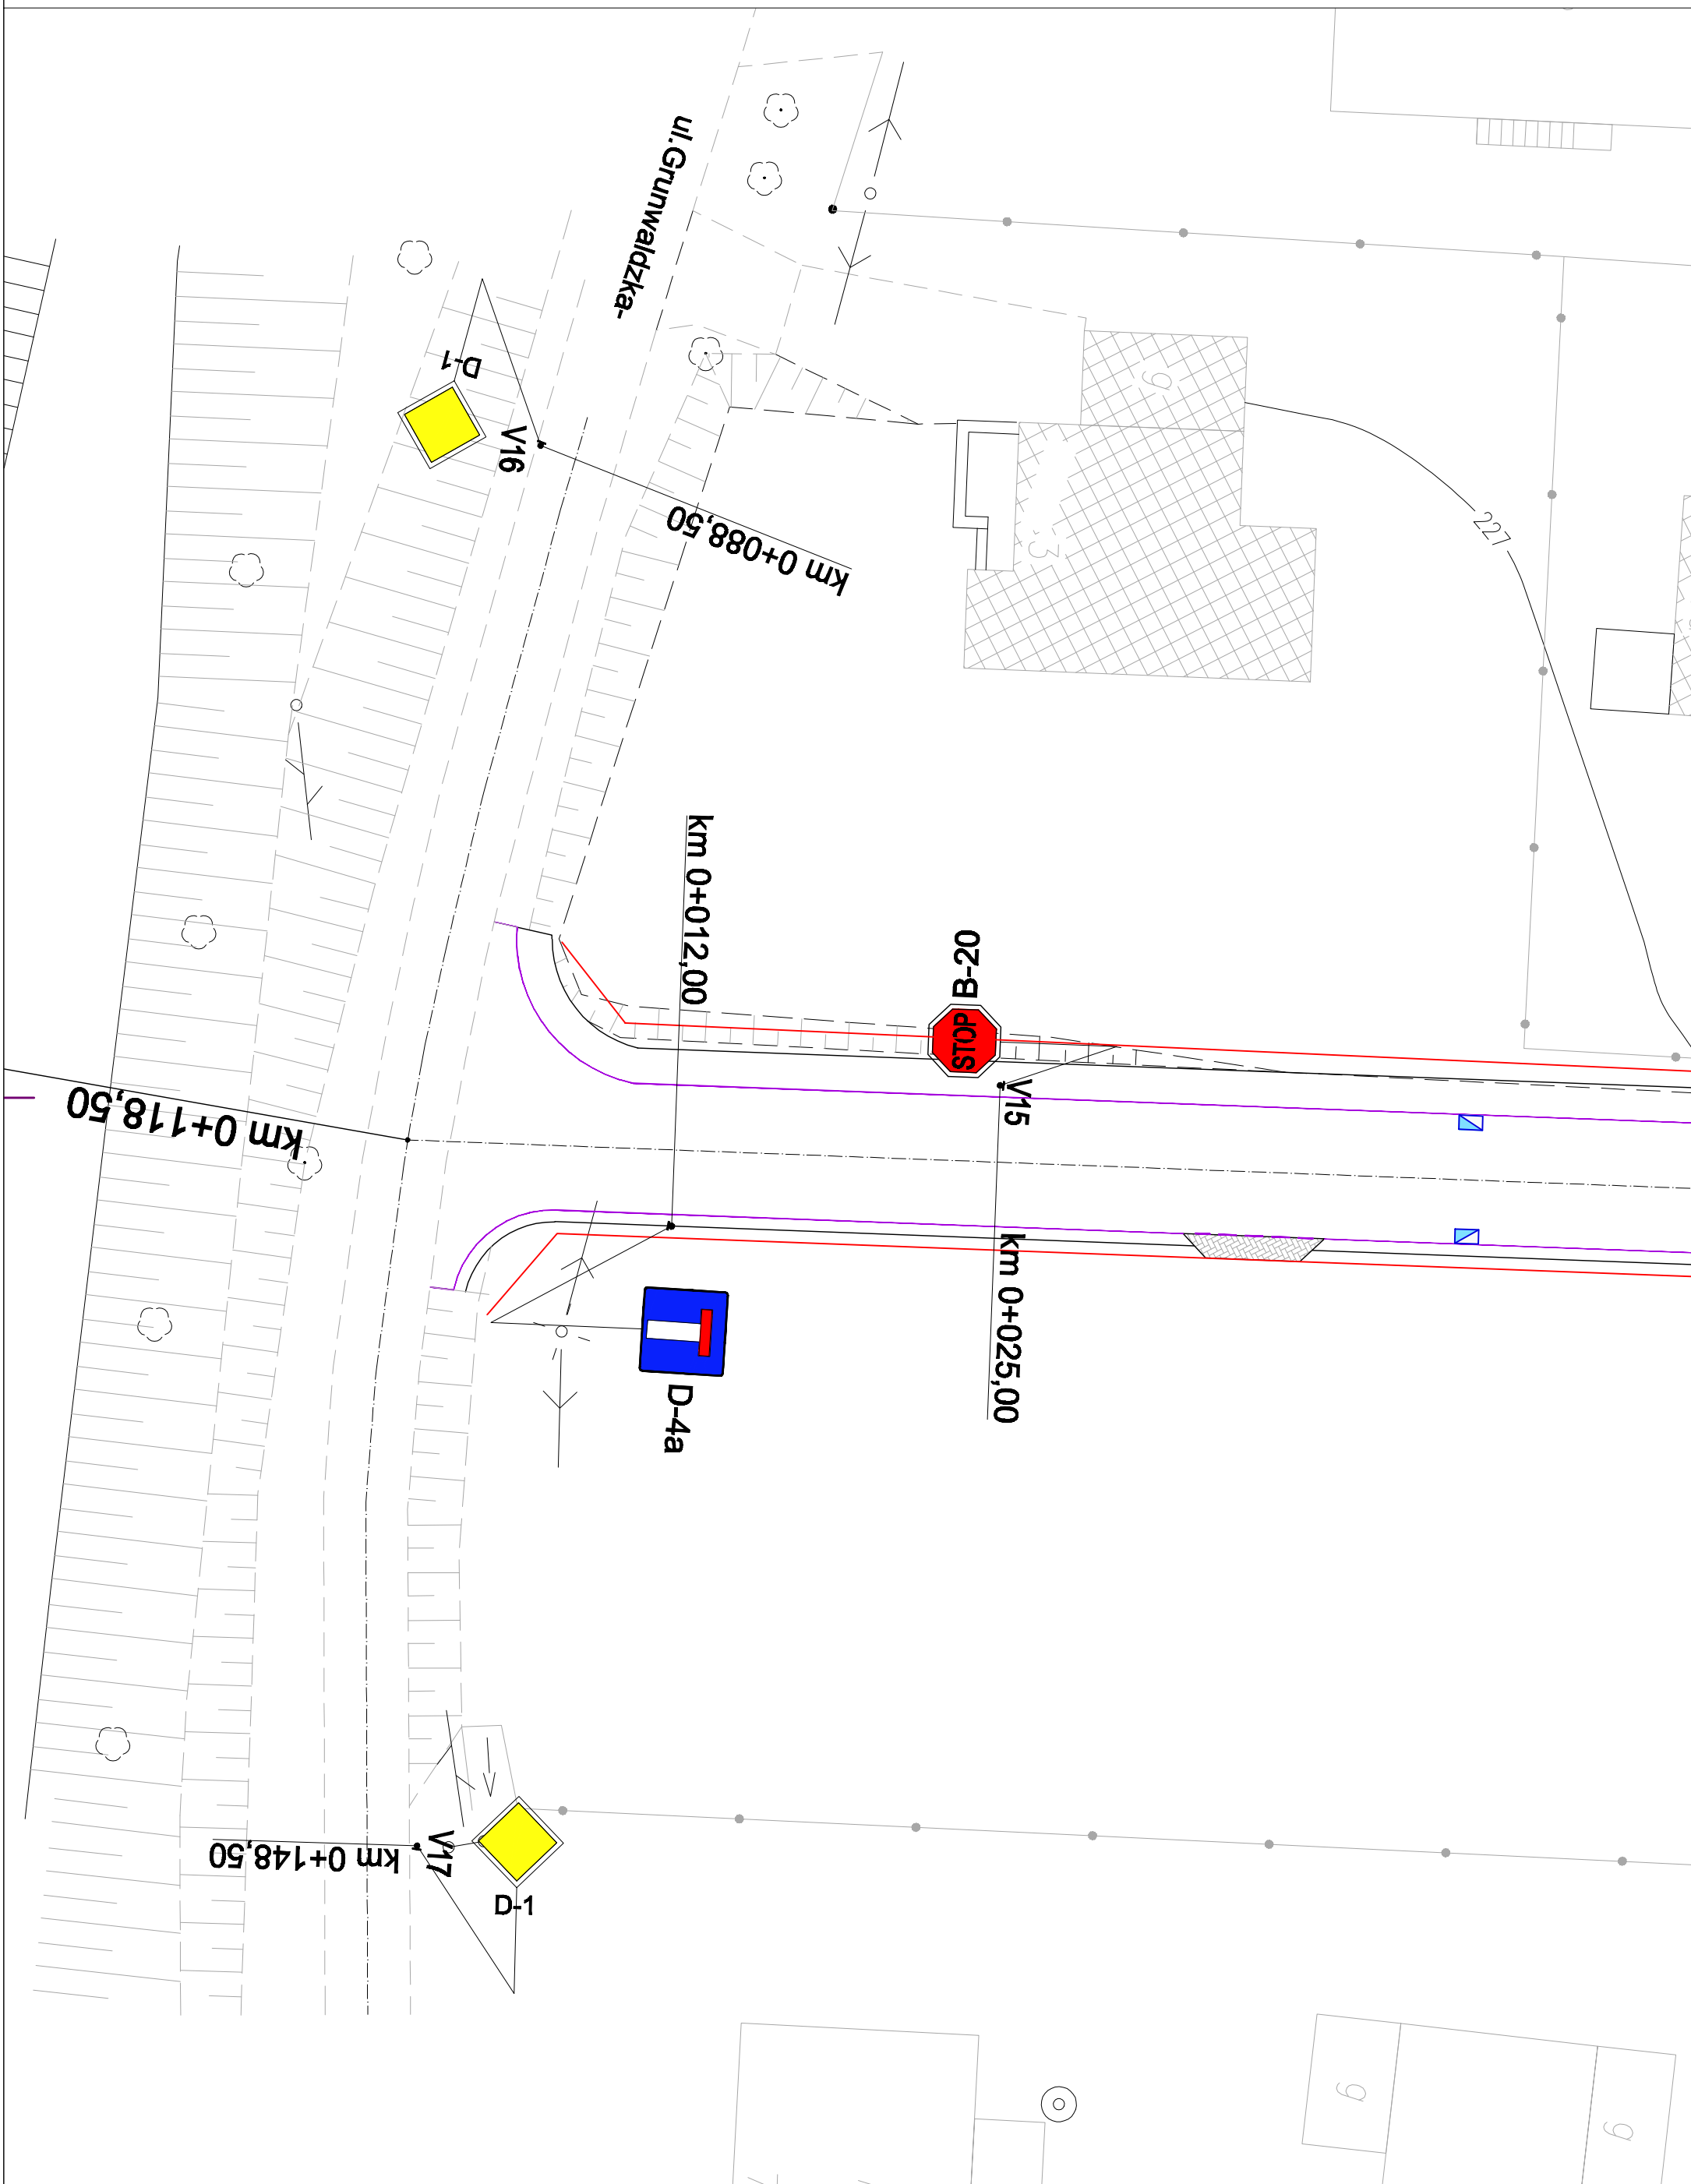 ul.Grunwaldzka-
D-1
V16
km 0+088,50
g
3
227
km 0+012,00
B-20
STOP
V15
km 0+118,50
km 0+025,00
D-4a
V17
km 0+148,50
D-1
g
g